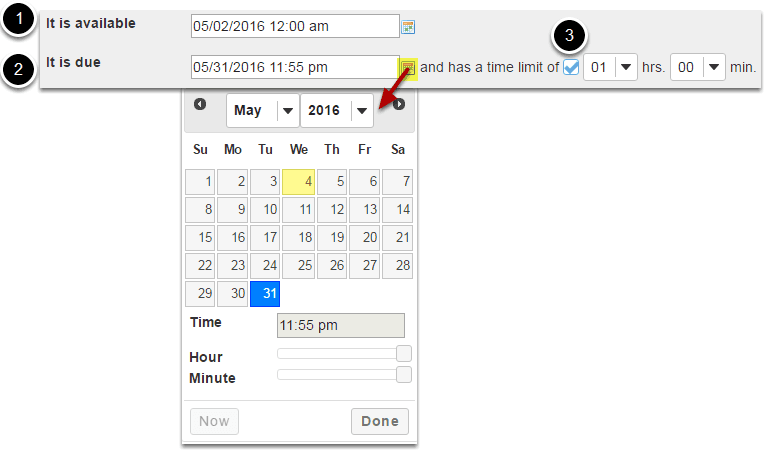 1 It is available 05/02/2016 12:00 am
3
2 It is due 05/31/2016 11:55 pm and has a time limit of 01 hrs. 00 min.
May 2016
Su Mo Tu We Th Fr Sa
1 2 3 4 5 6 7
8 9 10 11 12 13 14
15 16 17 18 19 20 21
22 23 24 25 26 27 28
29 30 31
Time 11:55 pm
Hour
Minute
Now Done